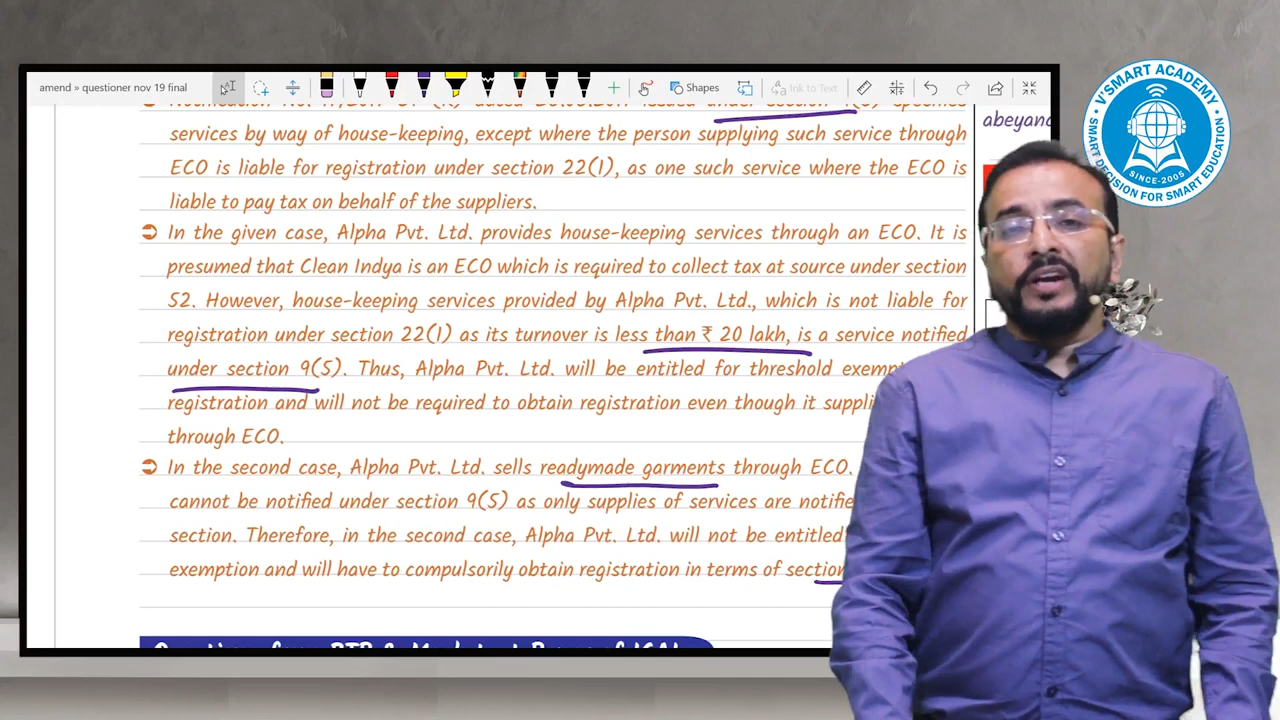 amend » questioner nov 19 final
Shapes
Ink to Text
under section
services by way of house-keeping, except where the person supplying such service through
ECO is liable for registration under section 22(1), as one such service where the ECO is
liable to pay tax on behalf of the suppliers.
➲ In the given case, Alpha Pvt. Ltd. provides house-keeping services through an ECO. It is
presumed that Clean Indya is an ECO which is required to collect tax at source under section
52. However, house-keeping services provided by Alpha Pvt. Ltd., which is not liable for
registration under section 22(1) as its turnover is less than ₹ 20 lakh, is a service notified
under section 9(5). Thus, Alpha Pvt. Ltd. will be entitled for threshold
registration and will not be required to obtain registration even though it
through ECO.
➲ In the second case, Alpha Pvt. Ltd. sells readymade garments through ECO.
cannot be notified under section 9(5) as only supplies of services are
section. Therefore, in the second case, Alpha Pvt. Ltd. will not be entitled
exemption and will have to compulsorily obtain registration in terms of
V'SMART ACADEMY
SINCE-2005
SMART DECISION FOR SMART EDUCATION